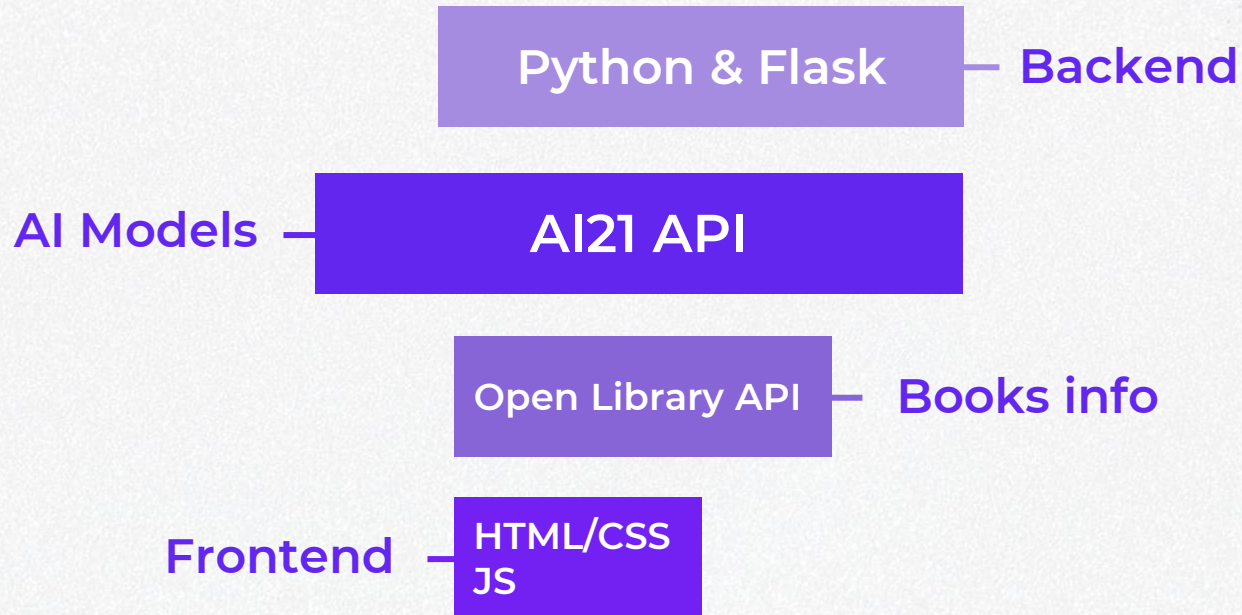 Python & Flask
Backend
AI Models
AI21 API
Open Library API
Books info
Frontend
HTML/CSS
JS